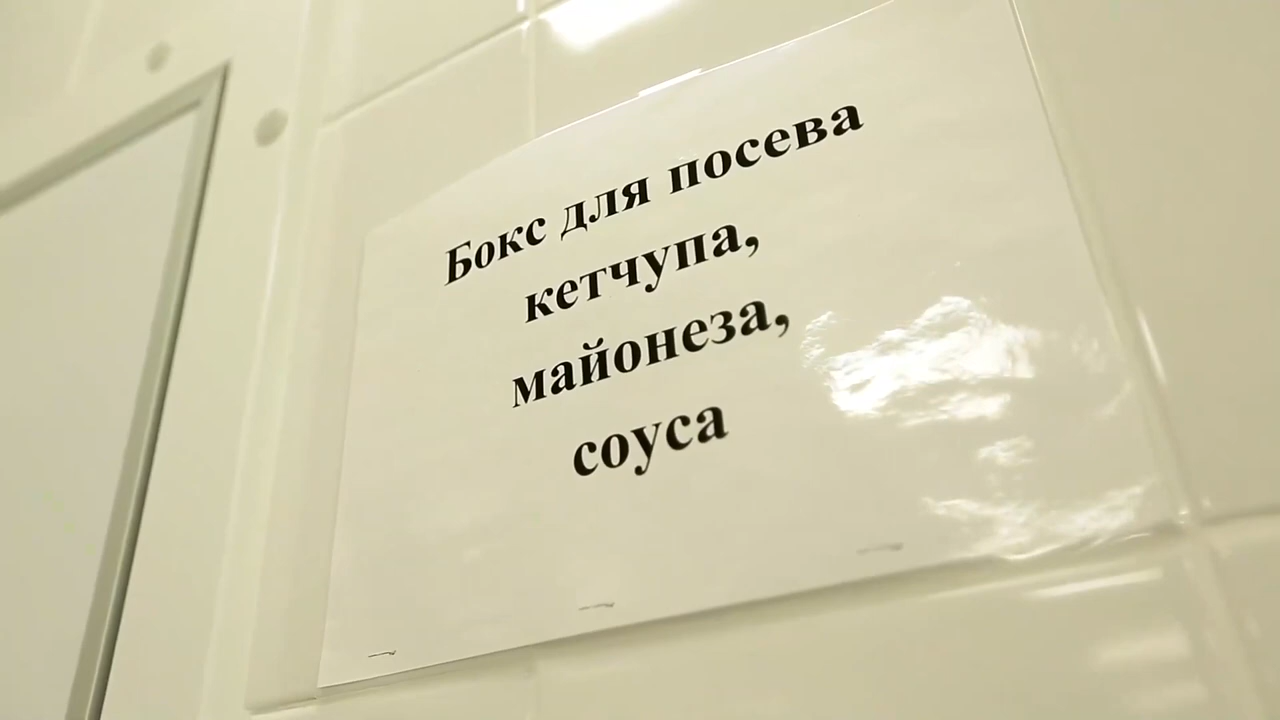 Бокс для посева
кетчупа,
майонеза,
соуса